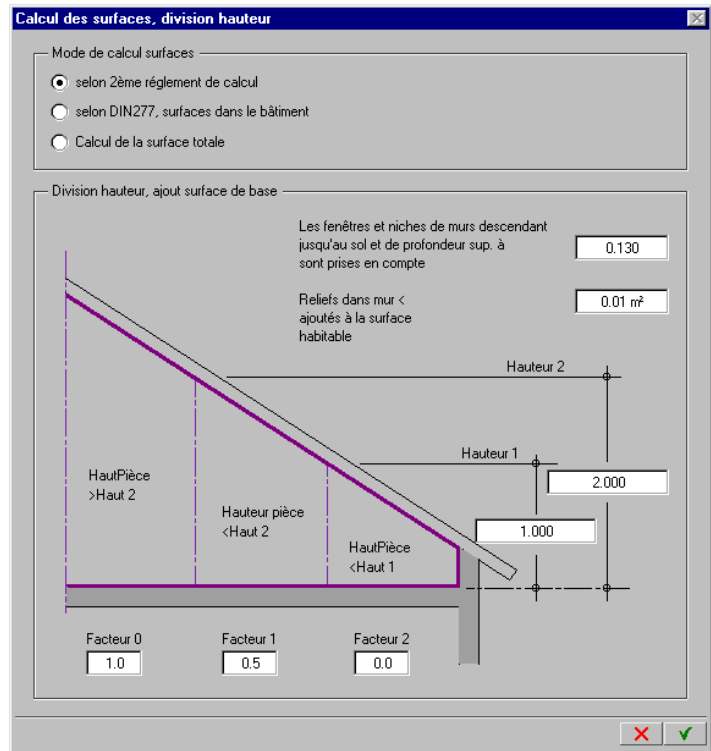 Calcul des surfaces, division hauteur
Mode de calcul surfaces
selon 2ème réglement de calcul
selon DIN277, surfaces dans le bâtiment
Calcul de la surface totale
Division hauteur, ajout surface de base
Les fenêtres et niches de murs descendant
jusqu'au sol et de profondeur sup. à
sont prises en compte
0.130
Reliefs dans mur <
ajoutés à la surface
habitable
0.01 m²
Hauteur 2
Hauteur 1
2.000
1.000
HautPièce
>Haut 2
Hauteur pièce
<Haut 2
HautPièce
<Haut 1
Facteur 0
Facteur 1
Facteur 2
1.0
0.5
0.0